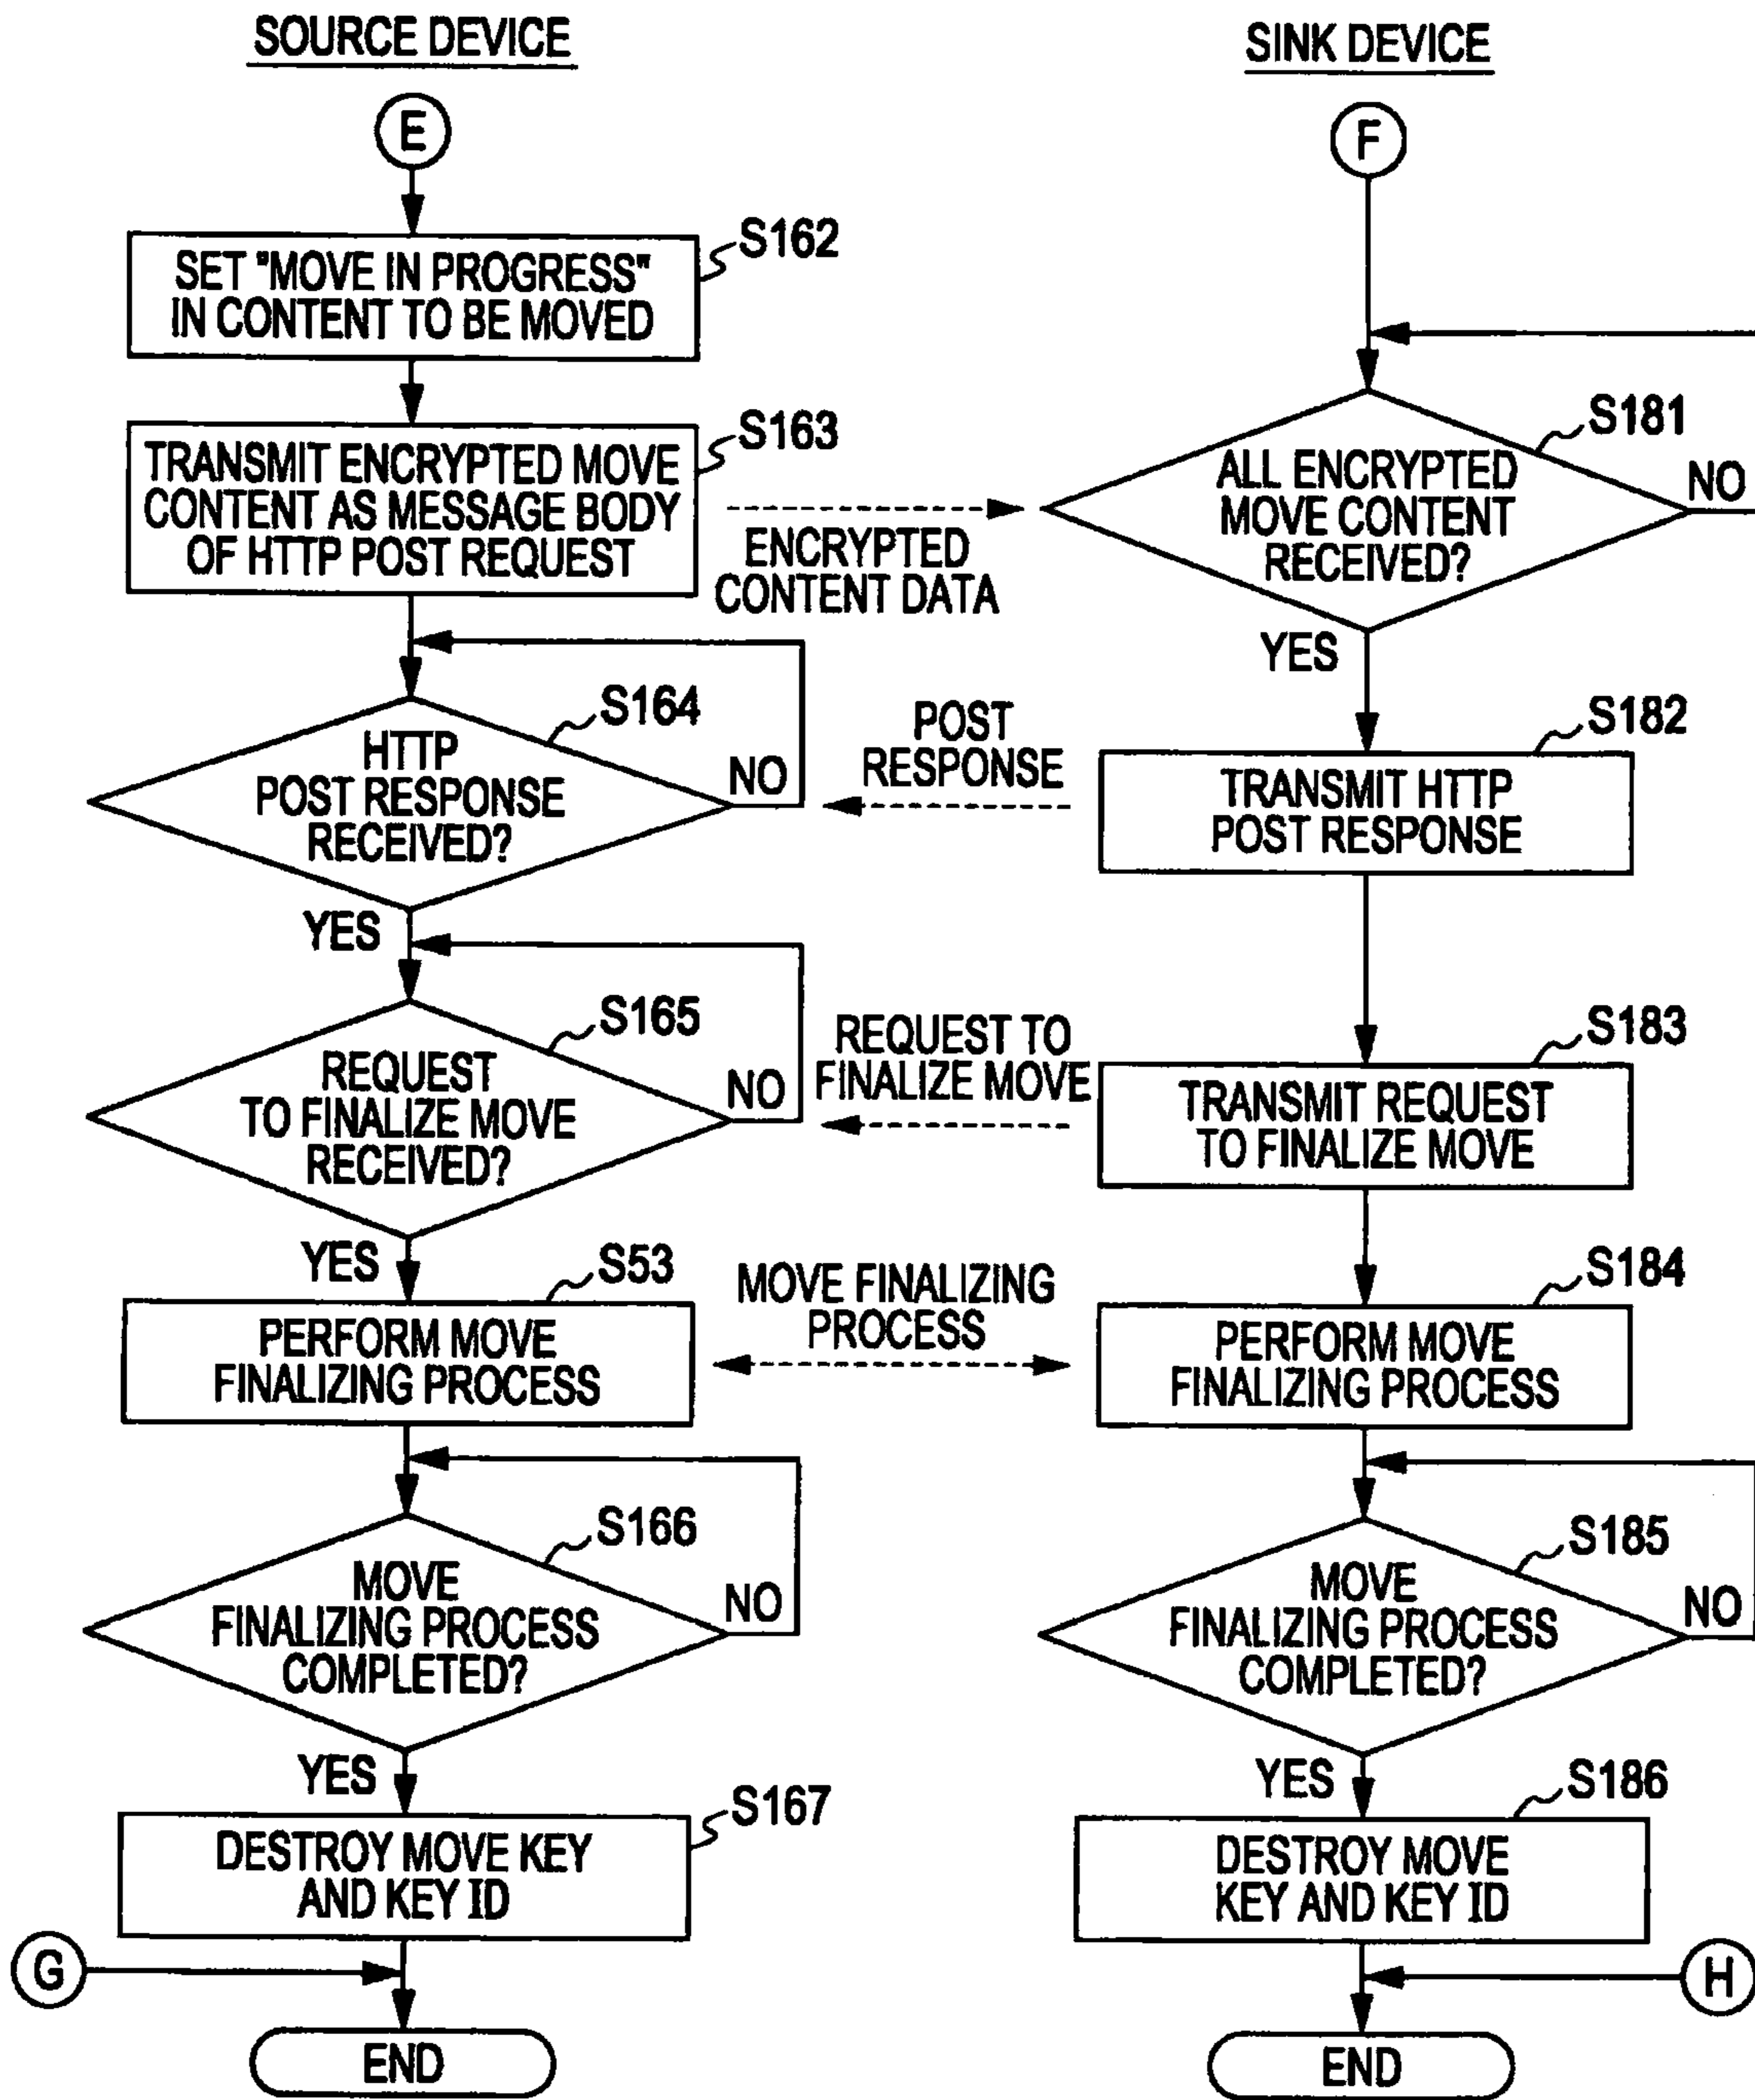 SOURCE DEVICE
E
S162
SET "MOVE IN PROGRESS"
IN CONTENT TO BE MOVED
S163
TRANSMIT ENCRYPTED MOVE
CONTENT AS MESSAGE BODY
OF HTTP POST REQUEST
ENCRYPTED
CONTENT DATA
S164
HTTP
POST RESPONSE
RECEIVED?
NO
YES
POST
RESPONSE
S165
REQUEST
TO FINALIZE MOVE
RECEIVED?
NO
YES
REQUEST TO
FINALIZE MOVE
S53
PERFORM MOVE
FINALIZING PROCESS
MOVE FINALIZING
PROCESS
S166
MOVE
FINALIZING PROCESS
COMPLETED?
NO
YES
S167
DESTROY MOVE KEY
AND KEY ID
G
END
SINK DEVICE
F
S181
ALL ENCRYPTED
MOVE CONTENT
RECEIVED?
NO
YES
S182
TRANSMIT HTTP
POST RESPONSE
S183
TRANSMIT REQUEST
TO FINALIZE MOVE
S184
PERFORM MOVE
FINALIZING PROCESS
S185
MOVE
FINALIZING PROCESS
COMPLETED?
NO
YES
S186
DESTROY MOVE
KEY AND KEY ID
H
END